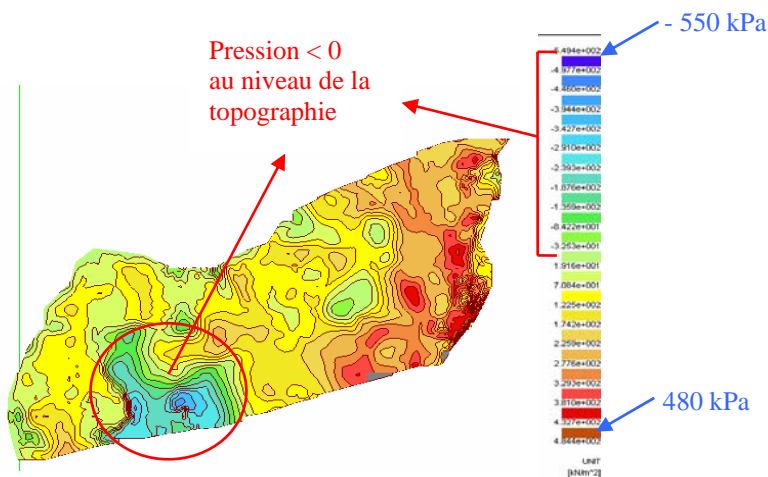 - 550 kPa
Pression < 0
au niveau de la
topographie
-5.494e+002
-4.977e+002
-4.460e+002
-3.944e+002
-3.427e+002
-2.910e+002
-2.393e+002
-1.876e+002
-1.359e+002
-8.422e+001
-3.253e+001
1.916e+001
7.084e+001
1.225e+002
1.742e+002
2.259e+002
2.776e+002
3.293e+002
3.810e+002
4.327e+002
4.844e+002
480 kPa
UNIT
[kN/m^2]